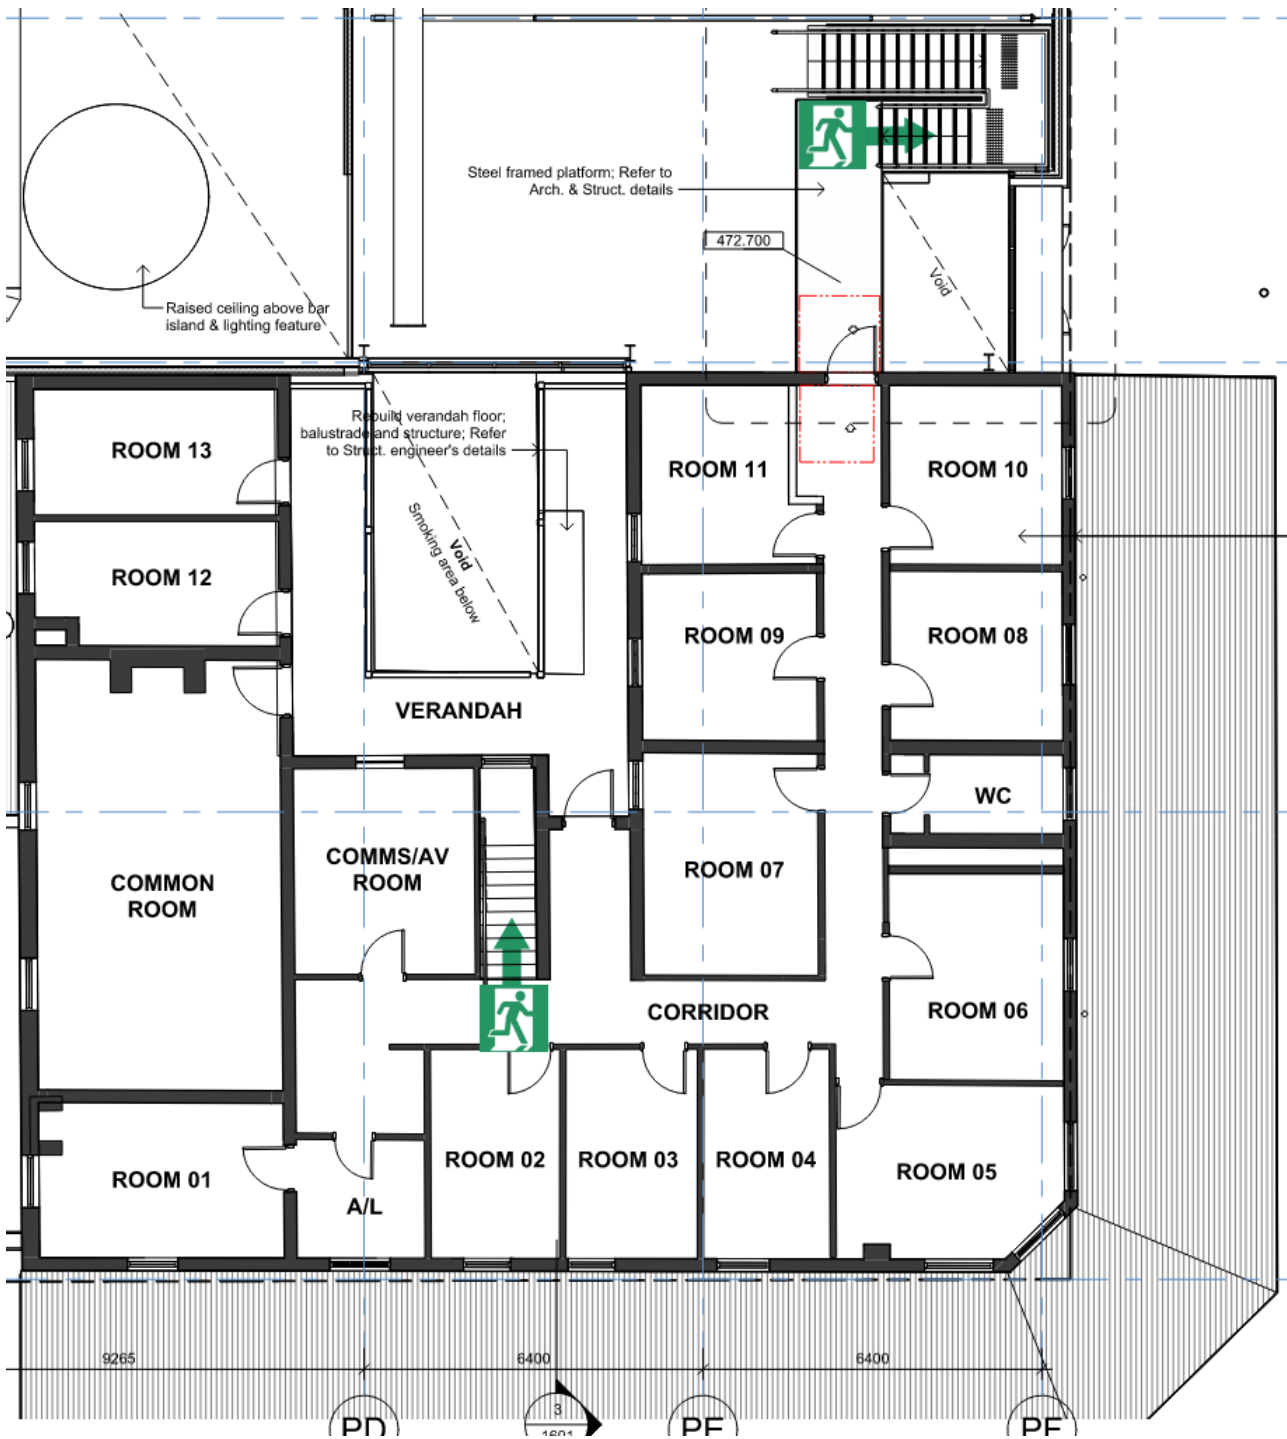 Steel framed platform; Refer to
Arch. & Struct. details
472.700
Void
Raised ceiling above bar
island & lighting feature
Rebuild verandah floor;
balustrade and structure; Refer
to Struct. engineer's details
ROOM 13
ROOM 11
ROOM 10
Void
Smoking area below
ROOM 12
ROOM 09
ROOM 08
VERANDAH
WC
COMMS/AV
ROOM
ROOM 07
COMMON
ROOM
CORRIDOR
ROOM 06
ROOM 01
ROOM 02
ROOM 03
ROOM 04
ROOM 05
A/L
9265
6400
6400
3
1601
PD
PE
PF